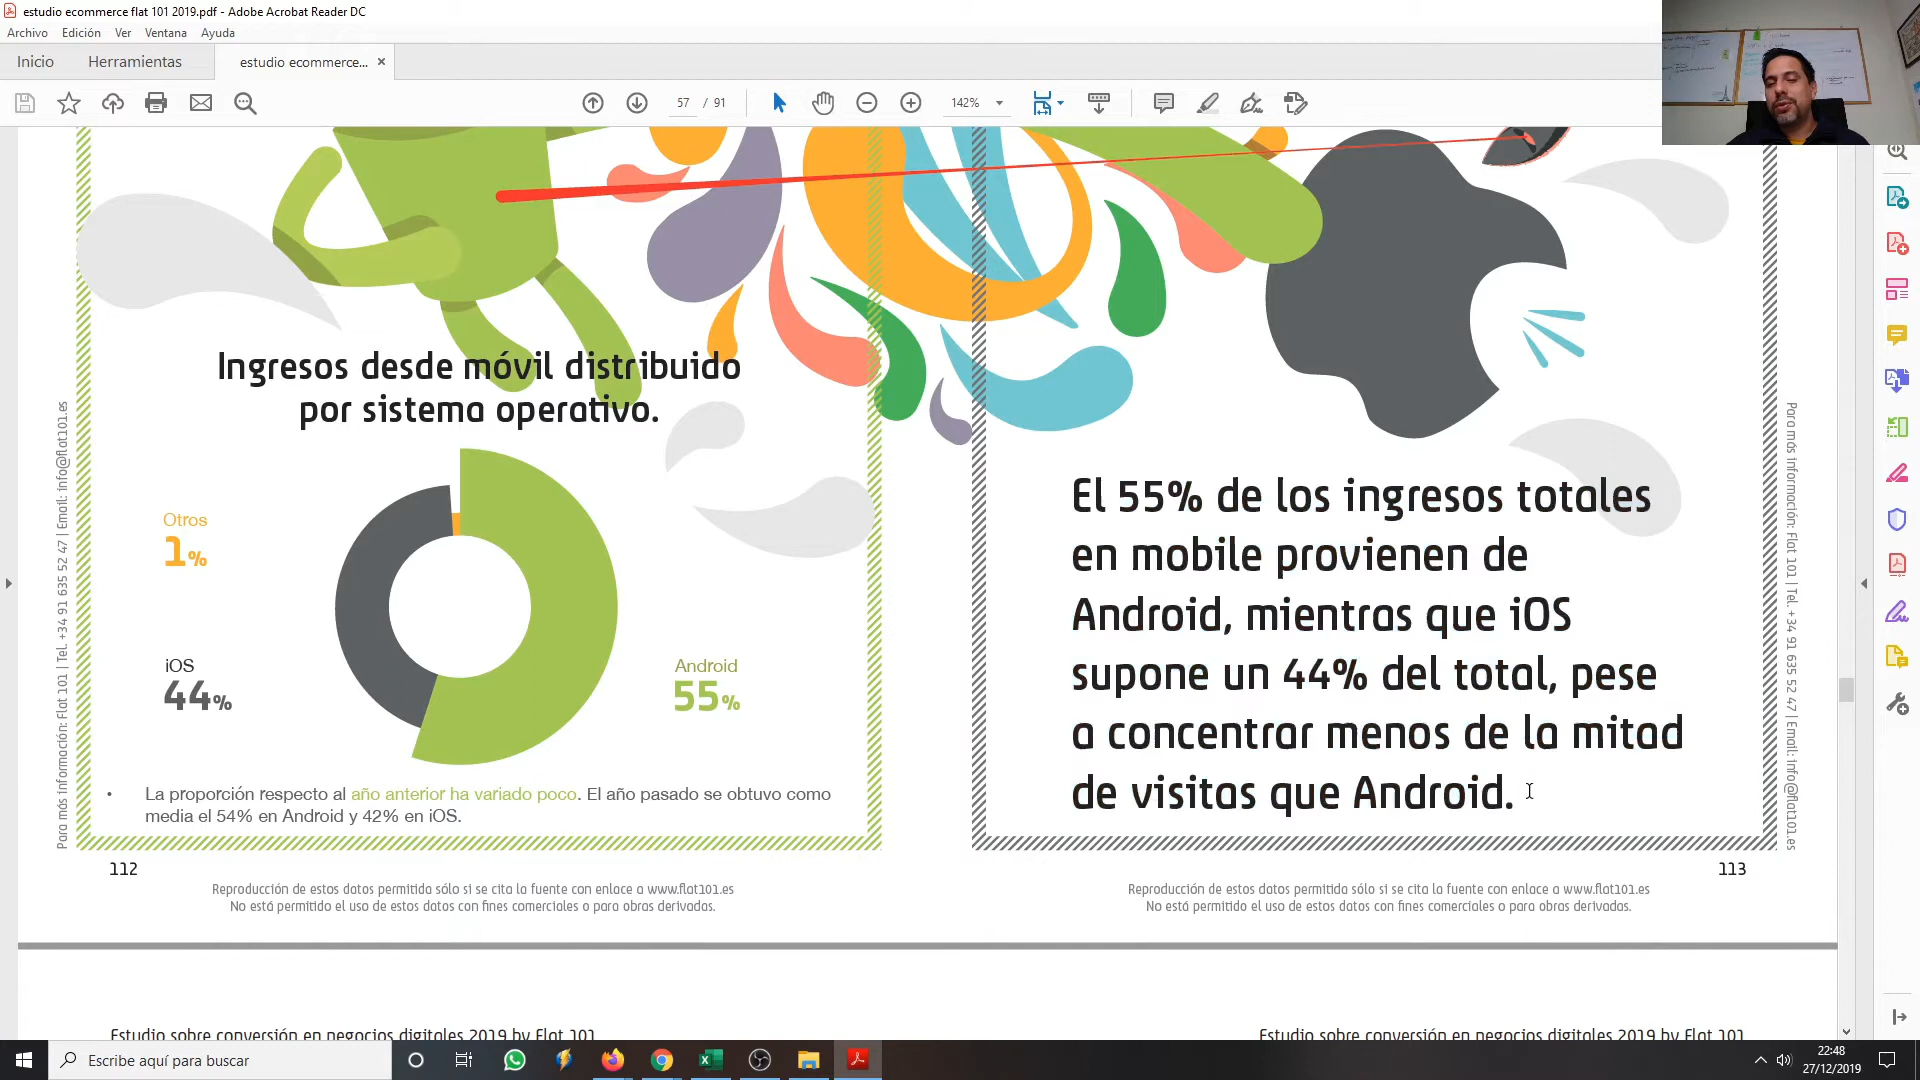 estudio ecommerce flat 101 2019.pdf - Adobe Acrobat Reader DC
Archivo Edición Ver Ventana Ayuda
Inicio Herramientas estudio ecommerce... ×
57 / 91 142%
Ingresos desde móvil distribuido
por sistema operativo.
Otros
1%
iOS
44%
Android
55%
• La proporción respecto al año anterior ha variado poco. El año pasado se obtuvo como
media el 54% en Android y 42% en iOS.
Para más información: Flat 101 | Tel. +34 91 635 52 47 | Email: info@flat101.es
112
Reproducción de estos datos permitida sólo si se cita la fuente con enlace a www.flat101.es
No está permitido el uso de estos datos con fines comerciales o para obras derivadas.
El 55% de los ingresos totales
en mobile provienen de
Android, mientras que iOS
supone un 44% del total, pese
a concentrar menos de la mitad
de visitas que Android.
Para más información: Flat 101 | Tel. +34 91 635 52 47 | Email: info@flat101.es
113
Reproducción de estos datos permitida sólo si se cita la fuente con enlace a www.flat101.es
No está permitido el uso de estos datos con fines comerciales o para obras derivadas.
Estudio sobre conversión en negocios digitales 2019 by Flat 101
Estudio sobre conversión en negocios digitales 2019 by Flat 101
Escribe aquí para buscar
22:48
27/12/2019